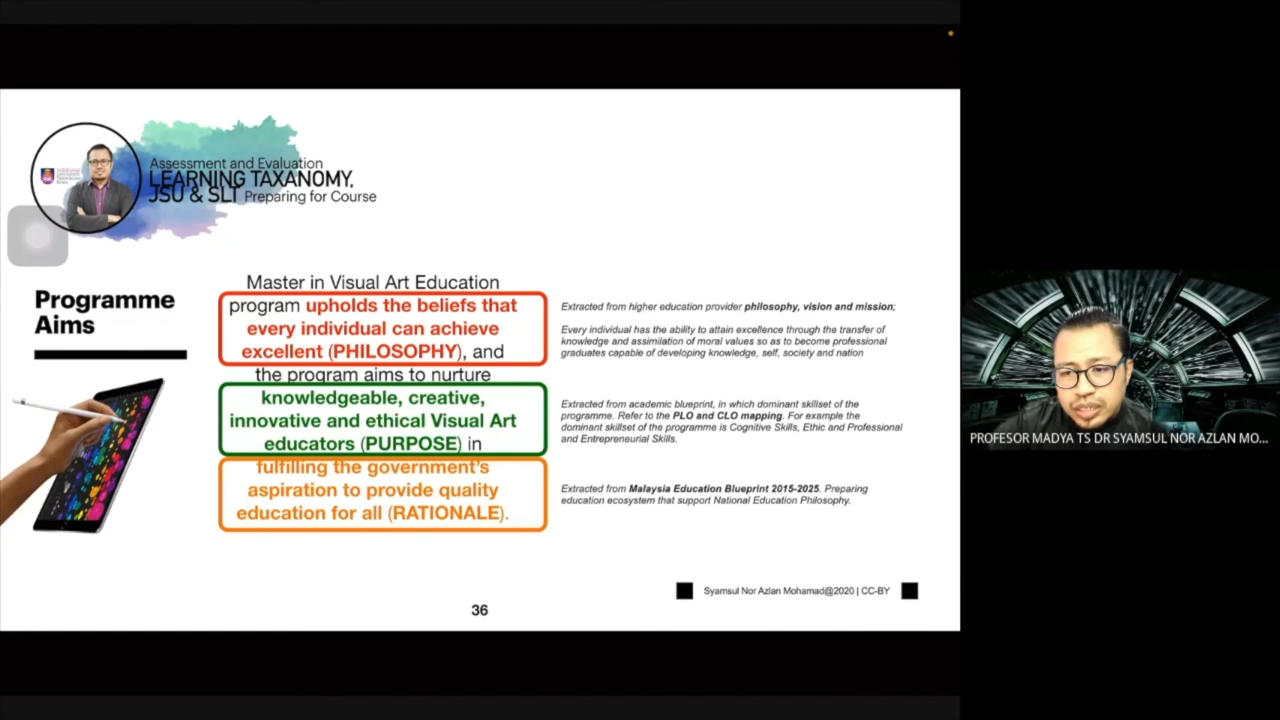 Assessment and Evaluation
LEARNING TAXANOMY,
JSU & SLT Preparing for Course
Programme
Aims
Master in Visual Art Education
program upholds the beliefs that
every individual can achieve
excellent (PHILOSOPHY), and
the program aims to nurture
knowledgeable, creative,
innovative and ethical Visual Art
educators (PURPOSE) in
fulfilling the government's
aspiration to provide quality
education for all (RATIONALE).
Extracted from higher education provider philosophy, vision and mission;
Every individual has the ability to attain excellence through the transfer of
knowledge and assimilation of moral values so as to become professional
graduates capable of developing knowledge, self, society and nation
Extracted from academic blueprint, in which dominant skillset of the
programme. Refer to the PLO and CLO mapping. For example the
dominant skillset of the programme is Cognitive Skills, Ethic and Professional
and Entrepreneurial Skills.
Extracted from Malaysia Education Blueprint 2015-2025. Preparing
education ecosystem that support National Education Philosophy.
Syamsul Nor Azlan Mohamad@2020 | CC-BY
36
PROFESOR MADYA TS DR SYAMSUL NOR AZLAN MO...